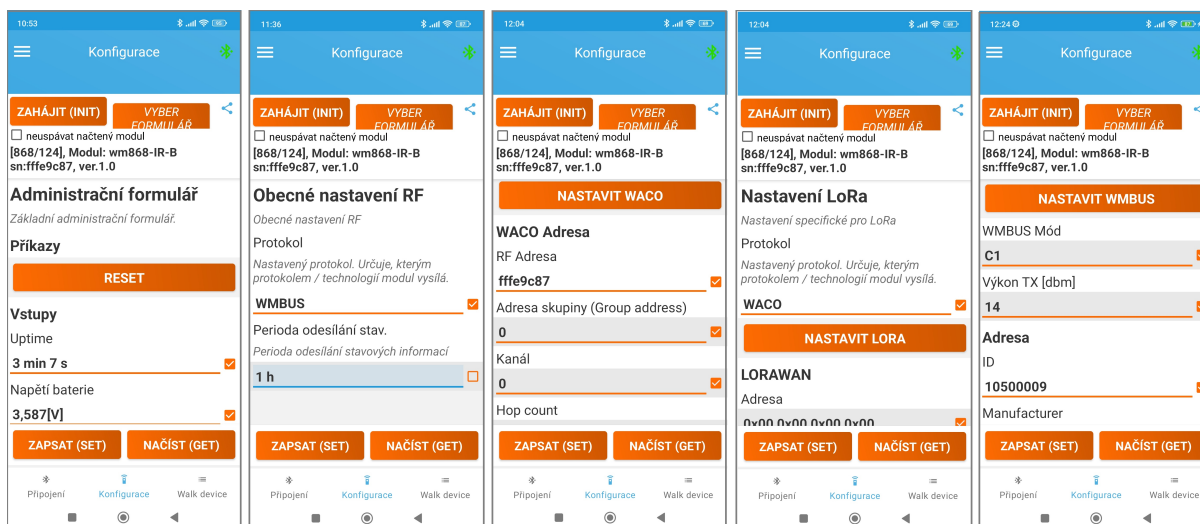 10:53
Konfigurace
ZAHÁJIT (INIT)
VYBER
FORMULÁŘ
neuspávat načtený modul
[868/124], Modul: wm868-IR-B
sn:fffe9c87, ver.1.0
Administrační formulář
Základní administrační formulář.
Příkazy
RESET
Vstupy
Uptime
3 min 7 s
Napětí baterie
3,587[V]
ZAPSAT (SET)
NAČÍST (GET)
Připojení
Konfigurace
Walk device
11:36
Konfigurace
ZAHÁJIT (INIT)
VYBER
FORMULÁŘ
neuspávat načtený modul
[868/124], Modul: wm868-IR-B
sn:fffe9c87, ver.1.0
Obecné nastavení RF
Obecné nastavení RF
Protokol
Nastavený protokol. Určuje, kterým
protokolem / technologií modul vysílá.
WMBUS
Perioda odesílání stav.
Perioda odesílání stavových informací
1 h
ZAPSAT (SET)
NAČÍST (GET)
Připojení
Konfigurace
Walk device
12:04
Konfigurace
ZAHÁJIT (INIT)
VYBER
FORMULÁŘ
neuspávat načtený modul
[868/124], Modul: wm868-IR-B
sn:fffe9c87, ver.1.0
NASTAVIT WACO
WACO Adresa
RF Adresa
fffe9c87
Adresa skupiny (Group address)
0
Kanál
0
Hop count
ZAPSAT (SET)
NAČÍST (GET)
Připojení
Konfigurace
Walk device
12:04
Konfigurace
ZAHÁJIT (INIT)
VYBER
FORMULÁŘ
neuspávat načtený modul
[868/124], Modul: wm868-IR-B
sn:fffe9c87, ver.1.0
Nastavení LoRa
Nastavení specifické pro LoRa
Protokol
Nastavený protokol. Určuje, kterým
protokolem / technologií modul vysílá.
WACO
NASTAVIT LORA
LORAWAN
Adresa
0x00 0x00 0x00 0x00
ZAPSAT (SET)
NAČÍST (GET)
Připojení
Konfigurace
Walk device
12:24
Konfigurace
ZAHÁJIT (INIT)
VYBER
FORMULÁŘ
neuspávat načtený modul
[868/124], Modul: wm868-IR-B
sn:fffe9c87, ver.1.0
NASTAVIT WMBUS
WMBUS Mód
C1
Výkon TX [dbm]
14
Adresa
ID
10500009
Manufacturer
ZAPSAT (SET)
NAČÍST (GET)
Připojení
Konfigurace
Walk device